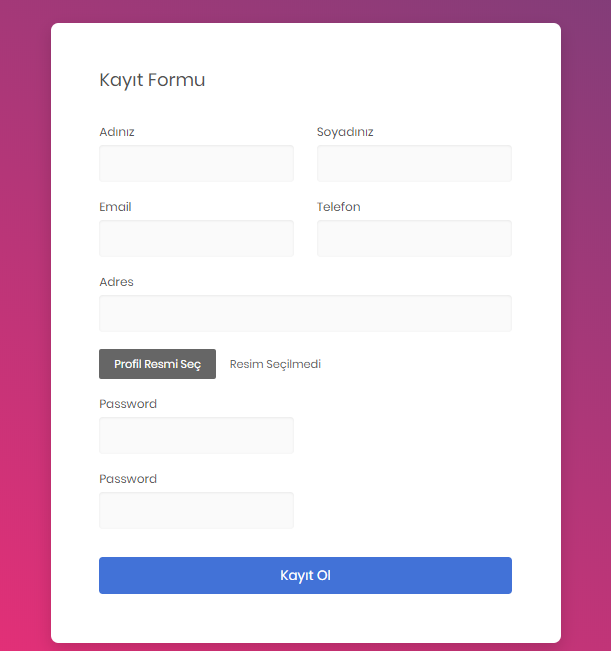 Kayıt Formu
Adınız
Soyadınız
Email
Telefon
Adres
Profil Resmi Seç
Resim Seçilmedi
Password
Password
Kayıt Ol